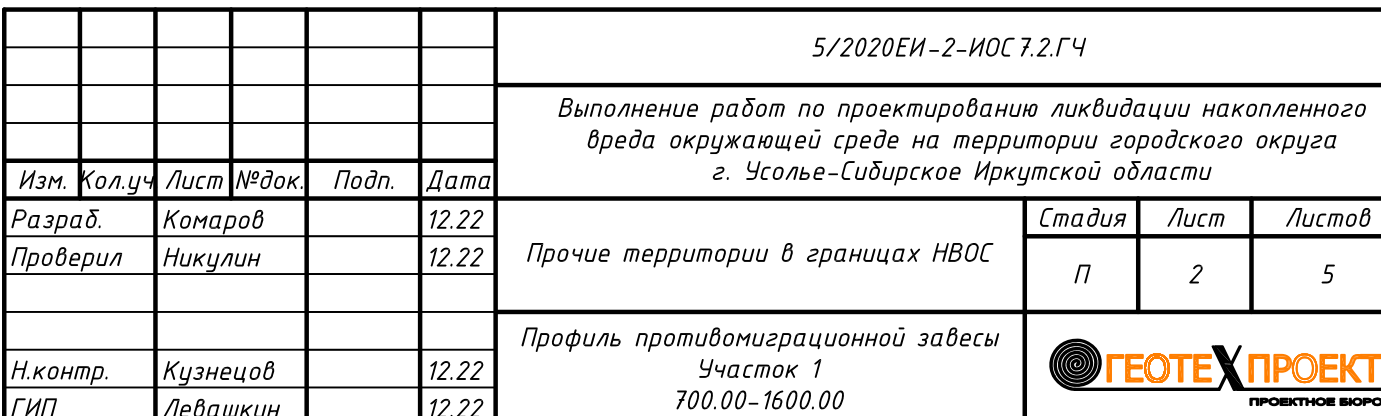 5/2020ЕИ-2-ИОС7.2.ГЧ
Выполнение работ по проектированию ликвидации накопленного
вреда окружающей среде на территории городского округа
г. Усолье-Сибирское Иркутской области
Изм. Кол.уч Лист №док. Подп. Дата
Разраб. Комаров 12.22
Проверил Никулин 12.22
Прочие территории в границах НВОС
Стадия Лист Листов
П 2 5
Профиль противомиграционной завесы
Участок 1
700.00-1600.00
Н.контр. Кузнецов 12.22
ГИП Левашкин 12.22
ГЕОТЕХПРОЕКТ
ПРОЕКТНОЕ БЮРО